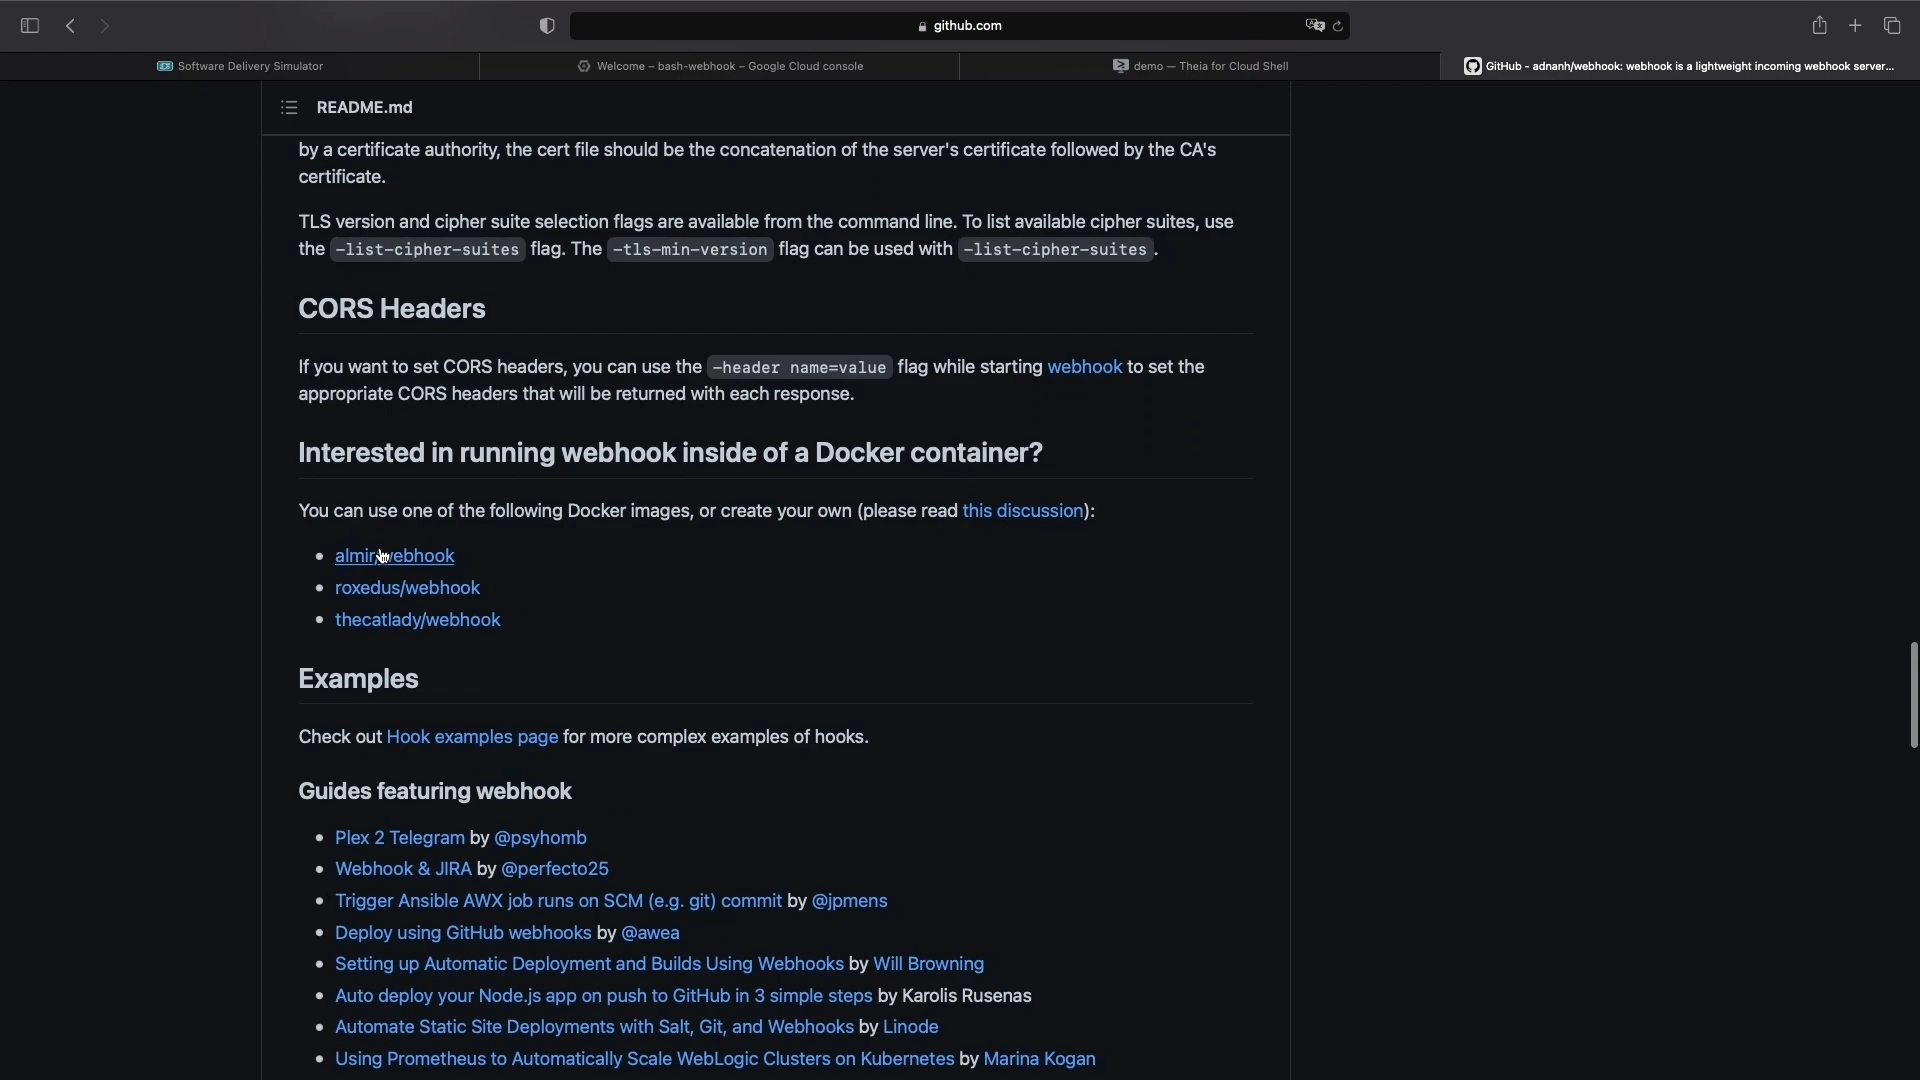 github.com
Software Delivery Simulator
Welcome – bash-webhook – Google Cloud console
demo — Theia for Cloud Shell
GitHub - adnanh/webhook: webhook is a lightweight incoming webhook server...
README.md
by a certificate authority, the cert file should be the concatenation of the server's certificate followed by the CA's
certificate.
TLS version and cipher suite selection flags are available from the command line. To list available cipher suites, use
the -list-cipher-suites flag. The -tls-min-version flag can be used with -list-cipher-suites.
CORS Headers
If you want to set CORS headers, you can use the -header name=value flag while starting webhook to set the
appropriate CORS headers that will be returned with each response.
Interested in running webhook inside of a Docker container?
You can use one of the following Docker images, or create your own (please read this discussion):
• almir/webhook
• roxedus/webhook
• thecatlady/webhook
Examples
Check out Hook examples page for more complex examples of hooks.
Guides featuring webhook
• Plex 2 Telegram by @psyhomb
• Webhook & JIRA by @perfecto25
• Trigger Ansible AWX job runs on SCM (e.g. git) commit by @jpmens
• Deploy using GitHub webhooks by @awea
• Setting up Automatic Deployment and Builds Using Webhooks by Will Browning
• Auto deploy your Node.js app on push to GitHub in 3 simple steps by Karolis Rusenas
• Automate Static Site Deployments with Salt, Git, and Webhooks by Linode
• Using Prometheus to Automatically Scale WebLogic Clusters on Kubernetes by Marina Kogan